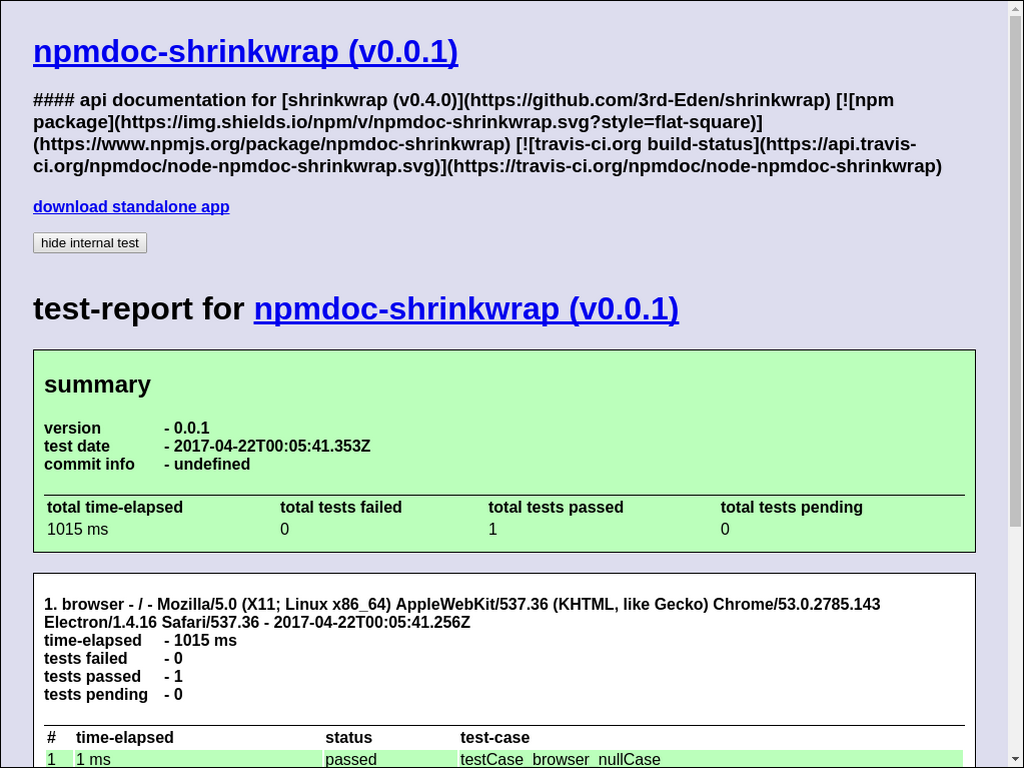 npmdoc-shrinkwrap (v0.0.1)
#### api documentation for [shrinkwrap (v0.4.0)](https://github.com/3rd-Eden/shrinkwrap) [![npm
package](https://img.shields.io/npm/v/npmdoc-shrinkwrap.svg?style=flat-square)]
(https://www.npmjs.org/package/npmdoc-shrinkwrap) [![travis-ci.org build-status](https://api.travis-
ci.org/npmdoc/node-npmdoc-shrinkwrap.svg)](https://travis-ci.org/npmdoc/node-npmdoc-shrinkwrap)
download standalone app
hide internal test
test-report for npmdoc-shrinkwrap (v0.0.1)
summary
version - 0.0.1
test date - 2017-04-22T00:05:41.353Z
commit info - undefined
total time-elapsed total tests failed total tests passed total tests pending
1015 ms 0 1 0
1. browser - / - Mozilla/5.0 (X11; Linux x86_64) AppleWebKit/537.36 (KHTML, like Gecko) Chrome/53.0.2785.143
Electron/1.4.16 Safari/537.36 - 2017-04-22T00:05:41.256Z
time-elapsed - 1015 ms
tests failed - 0
tests passed - 1
tests pending - 0
# time-elapsed status test-case
1 1 ms passed testCase_browser_nullCase